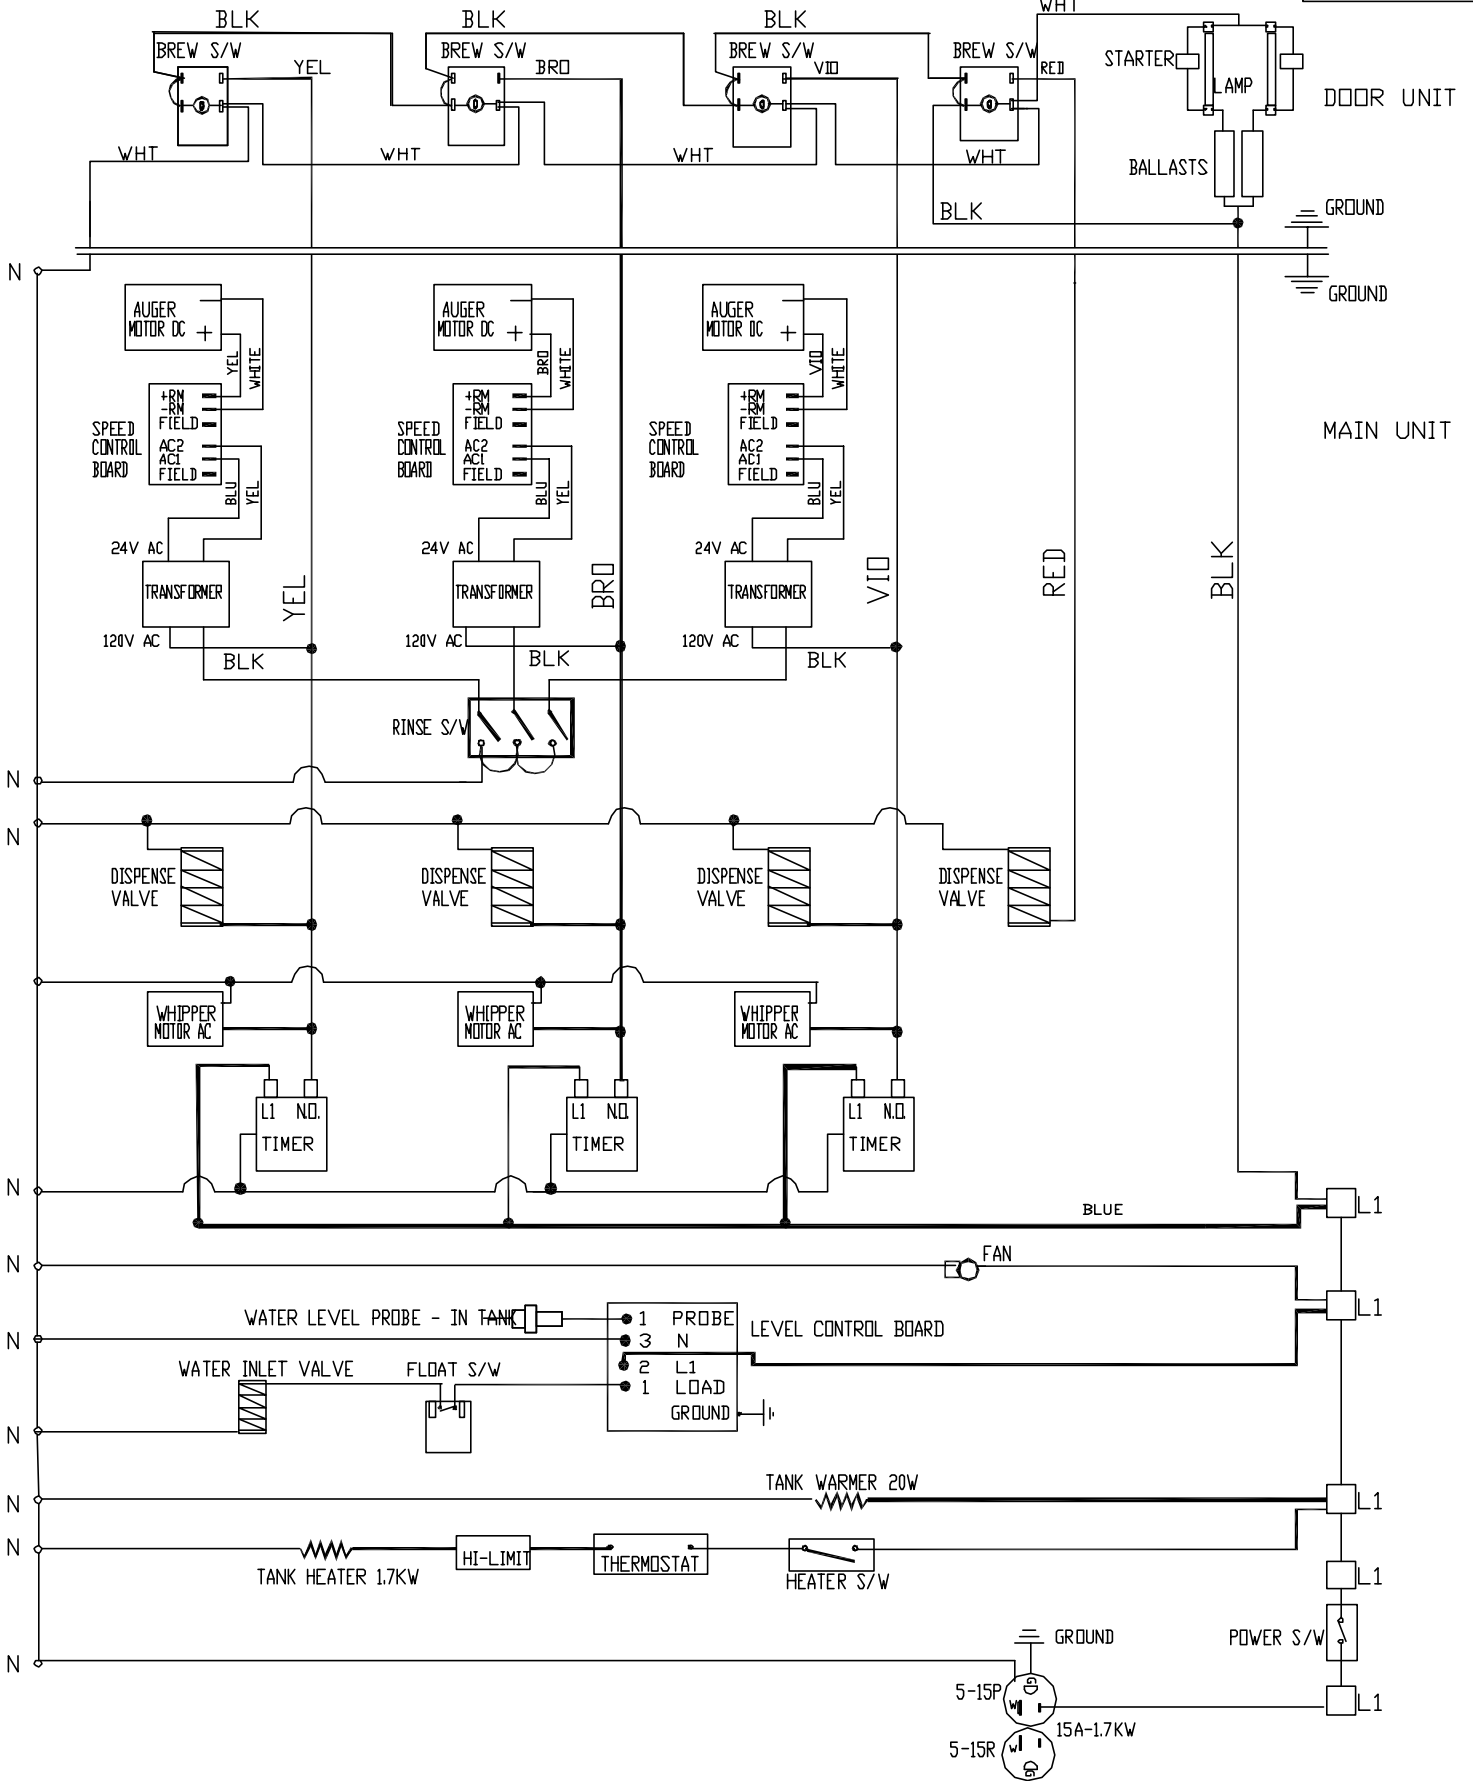 WHT
BLK
BLK
BLK
BREW S/W
BREW S/W
BREW S/W
BREW S/W
STARTER
YEL
BRO
VIO
RED
LAMP
DOOR UNIT
WHT
WHT
WHT
WHT
BALLASTS
BLK
GROUND
N
GROUND
AUGER
MOTOR DC
- +
AUGER
MOTOR DC
- +
AUGER
MOTOR DC
- +
YEL
WHITE
BRO
WHITE
VIO
WHITE
SPEED
CONTROL
BOARD
+RM
-RM
FIELD
AC2
AC1
FIELD
SPEED
CONTROL
BOARD
+RM
-RM
FIELD
AC2
AC1
FIELD
SPEED
CONTROL
BOARD
+RM
-RM
FIELD
AC2
AC1
FIELD
MAIN UNIT
BLU
YEL
BLU
YEL
BLU
YEL
24V AC
24V AC
24V AC
TRANSFORMER
TRANSFORMER
TRANSFORMER
YEL
BRO
VIO
RED
BLK
120V AC
120V AC
120V AC
BLK
BLK
BLK
RINSE S/W
N
N
DISPENSE
VALVE
DISPENSE
VALVE
DISPENSE
VALVE
DISPENSE
VALVE
WHIPPER
MOTOR AC
WHIPPER
MOTOR AC
WHIPPER
MOTOR AC
L1 N.O.
TIMER
L1 N.O.
TIMER
L1 N.O.
TIMER
N
BLUE
L1
N
FAN
L1
WATER LEVEL PROBE - IN TANK
1 PROBE
N
3 N
LEVEL CONTROL BOARD
WATER INLET VALVE
FLOAT S/W
2 L1
1 LOAD
GROUND
N
TANK WARMER 20W
N
L1
N
HI-LIMIT
THERMOSTAT
TANK HEATER 1.7KW
HEATER S/W
L1
GROUND
POWER S/W
N
5-15P
GD
W
L1
15A-1.7KW
5-15R
W
GD